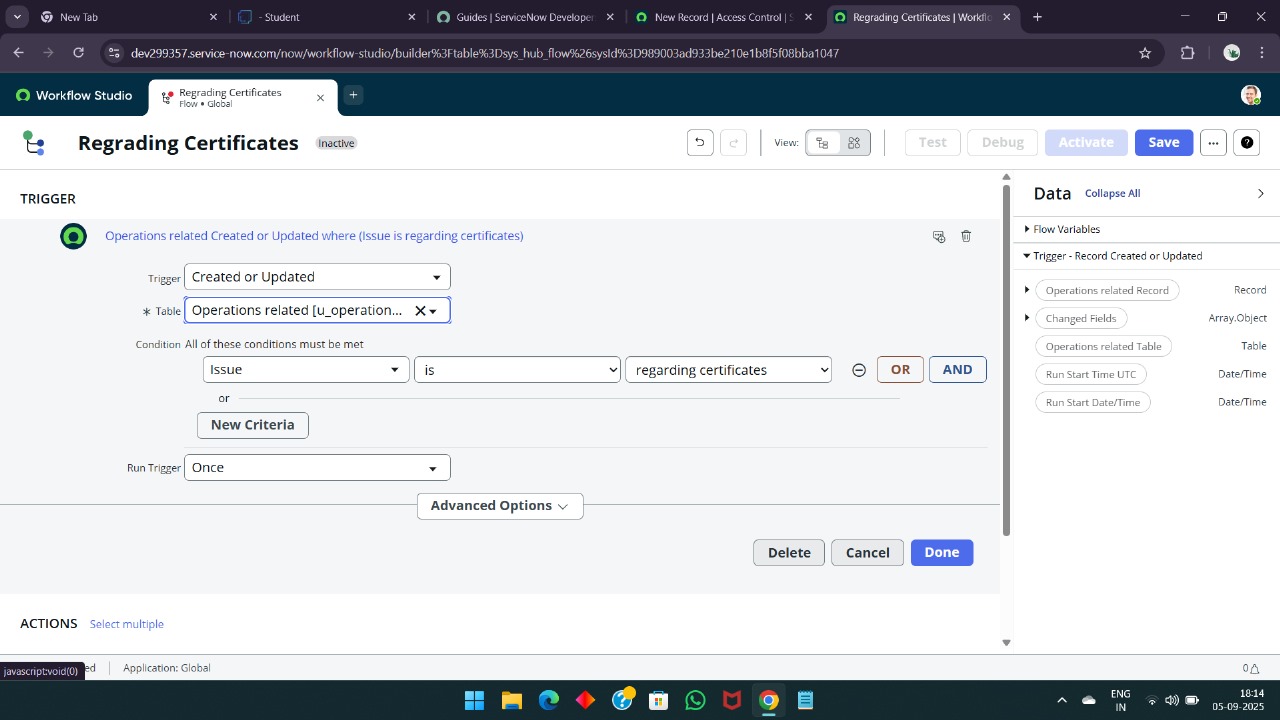 New Tab
- Student
Guides | ServiceNow Developer
New Record | Access Control | S
Regrading Certificates | Workflo
dev299357.service-now.com/now/workflow-studio/builder%3Ftable%3Dsys_hub_flow%26sysId%3D989003ad933be210e1b8f5f08bba1047
Workflow Studio
Regrading Certificates
Flow • Global
Regrading Certificates
Inactive
View:
Test
Debug
Activate
Save
TRIGGER
Operations related Created or Updated where (Issue is regarding certificates)
Trigger
Created or Updated
* Table
Operations related [u_operation...
Condition
All of these conditions must be met
Issue
is
regarding certificates
OR
AND
or
New Criteria
Run Trigger
Once
Advanced Options
Delete
Cancel
Done
ACTIONS
Select multiple
Data
Collapse All
Flow Variables
Trigger - Record Created or Updated
Operations related Record
Record
Changed Fields
Array.Object
Operations related Table
Table
Run Start Time UTC
Date/Time
Run Start Date/Time
Date/Time
javascript:void(0)
ed
Application: Global
0
ENG
IN
18:14
05-09-2025